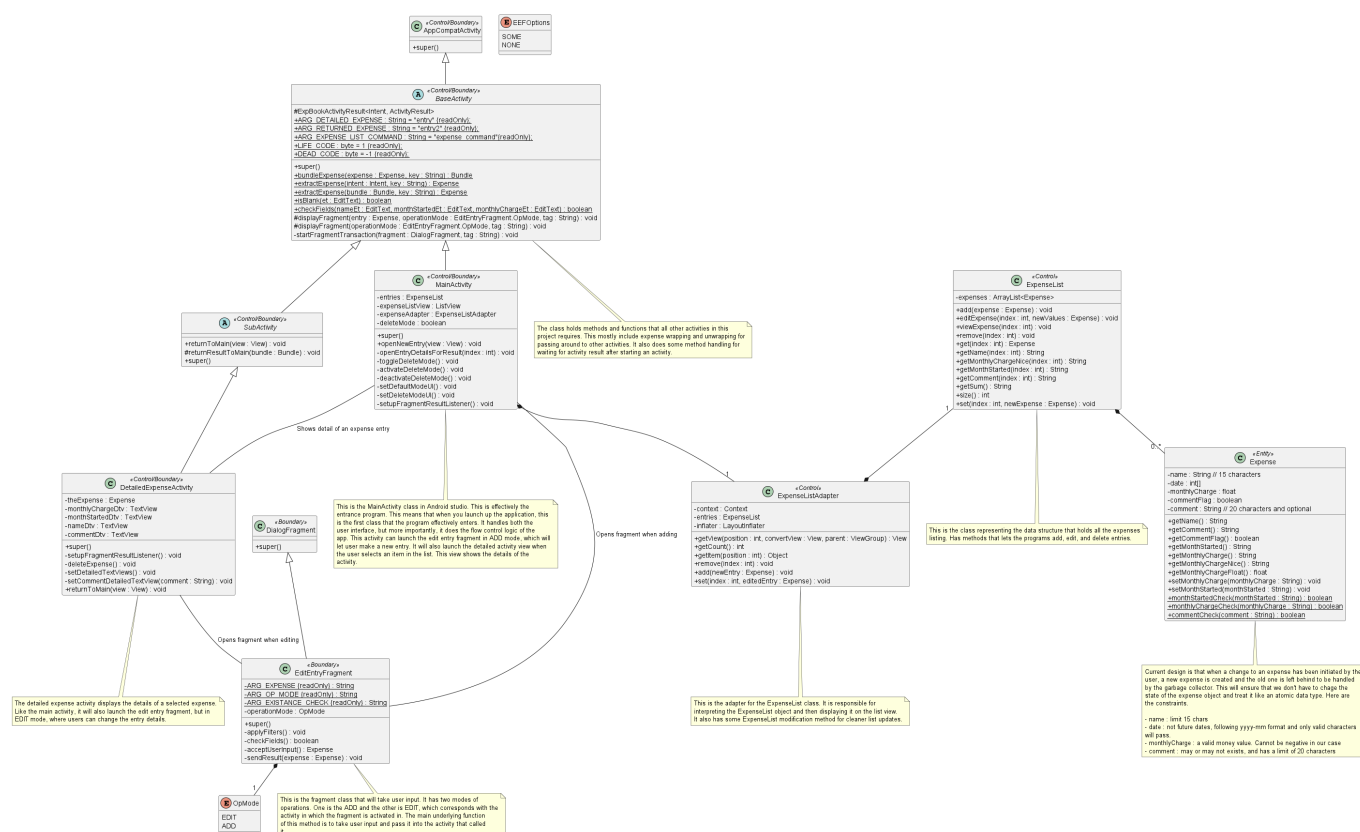 «Control/Boundary»
C AppCompatActivity
+super()
E EEFOptions
SOME
NONE
«Control/Boundary»
A BaseActivity
#ExpBookActivityResult<Intent, ActivityResult>
+ARG_DETAILED_EXPENSE : String = "entry" {readOnly};
+ARG_RETURNED_EXPENSE : String = "entry2" {readOnly};
+ARG_EXPENSE_LIST_COMMAND : String = "expense_command"{readOnly};
+LIFE_CODE : byte = 1 {readOnly};
+DEAD_CODE : byte = -1 {readOnly};
+super()
+bundleExpense(expense : Expense, key : String) : Bundle
+extractExpense(intent : Intent, key : String) : Expense
+extractExpense(bundle : Bundle, key : String) : Expense
+isBlank(et : EditText) : boolean
+checkFields(nameEt : EditText, monthStartedEt : EditText, monthlyChargeEt : EditText) : boolean
#displayFragment(entry : Expense, operationMode : EditEntryFragment.OpMode, tag : String) : void
#displayFragment(operationMode : EditEntryFragment.OpMode, tag : String) : void
-startFragmentTransaction(fragment : DialogFragment, tag : String) : void
«Control/Boundary»
A SubActivity
+returnToMain(view : View) : void
#returnResultToMain(bundle : Bundle) : void
+super()
«Control/Boundary»
C MainActivity
-entries : ExpenseList
-expenseListView : ListView
-expenseAdapter : ExpenseListAdapter
-deleteMode : boolean
+super()
+openNewEntry(view : View) : void
-openEntryDetailsForResult(index : int) : void
-toggleDeleteMode() : void
-activateDeleteMode() : void
-deactivateDeleteMode() : void
-setDefaultModeUI() : void
-setDeleteModeUI() : void
-setupFragmentResultListener() : void
The class holds methods and functions that all other activities in this
project requires. This mostly include expense wrapping and unwrapping for
passing around to other activities. It also does some method handling for
waiting for activity result after starting an activity.
«Control»
C ExpenseList
-expenses : ArrayList<Expense>
+add(expense : Expense) : void
+editExpense(index : int, newValues : Expense) : void
+viewExpense(index : int) : void
+remove(index : int) : void
+get(index : int) : Expense
+getName(index : int) : String
+getMonthlyChargeNice(index : int) : String
+getMonthStarted(index : int) : String
+getComment(index : int) : String
+getSum() : String
+size() : int
+set(index : int, newExpense : Expense) : void
1
0..*
Shows detail of an expense entry
«Entity»
C Expense
-name : String // 15 characters
-date : int[]
-monthlyCharge : float
-commentFlag : boolean
-comment : String // 20 characters and optional
+getName() : String
+getComment() : String
+getCommentFlag() : boolean
+getMonthStarted() : String
+getMonthlyCharge() : String
+getMonthlyChargeNice() : String
+getMonthlyChargeFloat() : float
+setMonthlyCharge(monthlyCharge : String) : void
+setMonthStarted(monthStarted : String) : void
+monthStartedCheck(monthStarted : String) : boolean
+monthlyChargeCheck(monthlyCharge : String) : boolean
+commentCheck(comment : String) : boolean
«Control/Boundary»
C DetailedExpenseActivity
-theExpense : Expense
-monthlyChargeDtv : TextView
-monthStartedDtv : TextView
-nameDtv : TextView
-commentDtv : TextView
+super()
-setupFragmentResultListener() : void
-deleteExpense() : void
-setDetailedTextViews() : void
-setCommentDetailedTextView(comment : String) : void
+returnToMain(view : View) : void
«Boundary»
C DialogFragment
+super()
This is the MainActivity class in Android studio. This is effectively the
entrance program. This means that when you launch up the application, this
is the first class that the program effectively enters. It handles both the
user interface, but more importantly, it does the flow control logic of the
app. This activity can launch the edit entry fragment in ADD mode, which will
let user make a new entry. It will also launch the detailed activity view when
the user selects an item in the list. This view shows the details of the
activity.
Opens fragment when adding
1
«Control»
C ExpenseListAdapter
-context : Context
-entries : ExpenseList
-inflater : LayoutInflater
+getView(position : int, convertView : View, parent : ViewGroup) : View
+getCount() : int
+getItem(position : int) : Object
+remove(index : int) : void
+add(newEntry : Expense) : void
+set(index : int, editedEntry : Expense) : void
This is the class representing the data structure that holds all the expenses
listing. Has methods that lets the programs add, edit, and delete entries.
Opens fragment when editing
«Boundary»
C EditEntryFragment
-ARG_EXPENSE {readOnly} : String
-ARG_OP_MODE {readOnly} : String
-ARG_EXISTANCE_CHECK {readOnly} : String
-operationMode : OpMode
+super()
-applyFilters() : void
-checkFields() : boolean
-acceptUserInput() : Expense
-sendResult(expense : Expense) : void
The detailed expense activity displays the details of a selected expense.
Like the main activity, it will also launch the edit entry fragment, but in
EDIT mode, where users can change the entry details.
This is the adapter for the ExpenseList class. It is responsible for
interpreting the ExpenseList object and then displaying it on the list view.
It also has some ExpenseList modification method for cleaner list updates.
Current design is that when a change to an expense has been initiated by the
user, a new expense is created and the old one is left behind to be handled
by the garbage collector. This will ensure that we don't have to chage the
state of the expense object and treat it like an atomic data type. Here are
the constraints.
- name : limit 15 chars
- date : not future dates, following yyyy-mm format and only valid characters
will pass.
- monthlyCharge : a valid money value. Cannot be negative in our case
- comment : may or may not exists, and has a limit of 20 characters
1
E OpMode
EDIT
ADD
This is the fragment class that will take user input. It has two modes of
operations. One is the ADD and the other is EDIT, which corresponds with the
activity in which the fragment is activated in. The main underlying function
of this method is to take user input and pass it into the activity that called